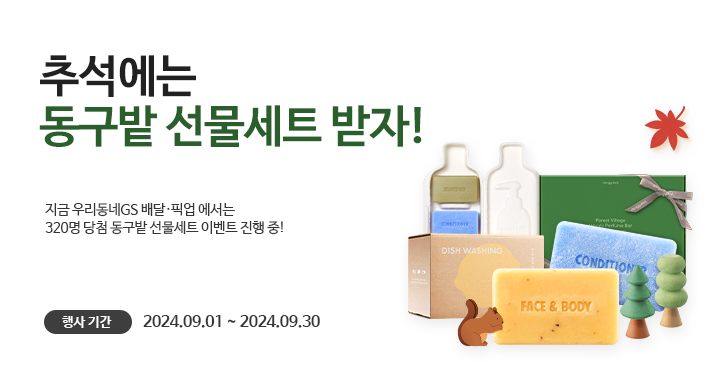 추석에는
동구밭 선물세트 받자!
지금 우리동네GS 배달·픽업 에서는
320명 당첨 동구밭 선물세트 이벤트 진행 중!
행사 기간 2024.09.01 ~ 2024.09.30
DISH WASHING
Forest Village
CONDITIONER
FACE & BODY